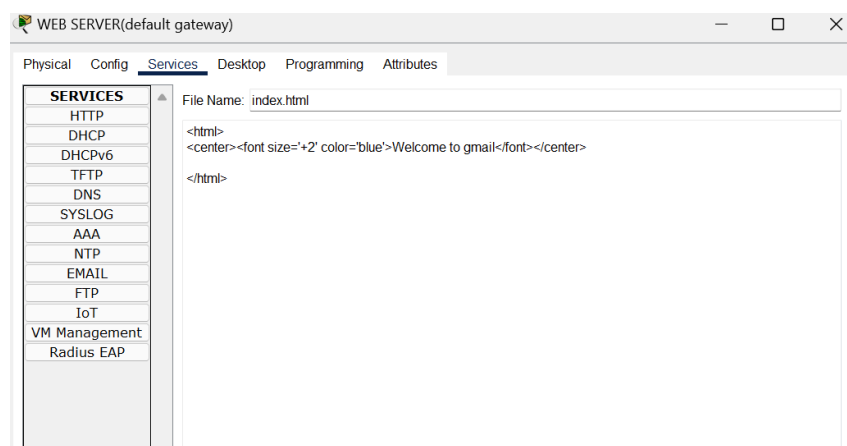 WEB SERVER(default gateway)
Physical Config Services Desktop Programming Attributes
SERVICES
HTTP
DHCP
DHCPv6
TFTP
DNS
SYSLOG
AAA
NTP
EMAIL
FTP
IoT
VM Management
Radius EAP
File Name: index.html
<html>
<center><font size='+2' color='blue'>Welcome to gmail</font></center>
</html>